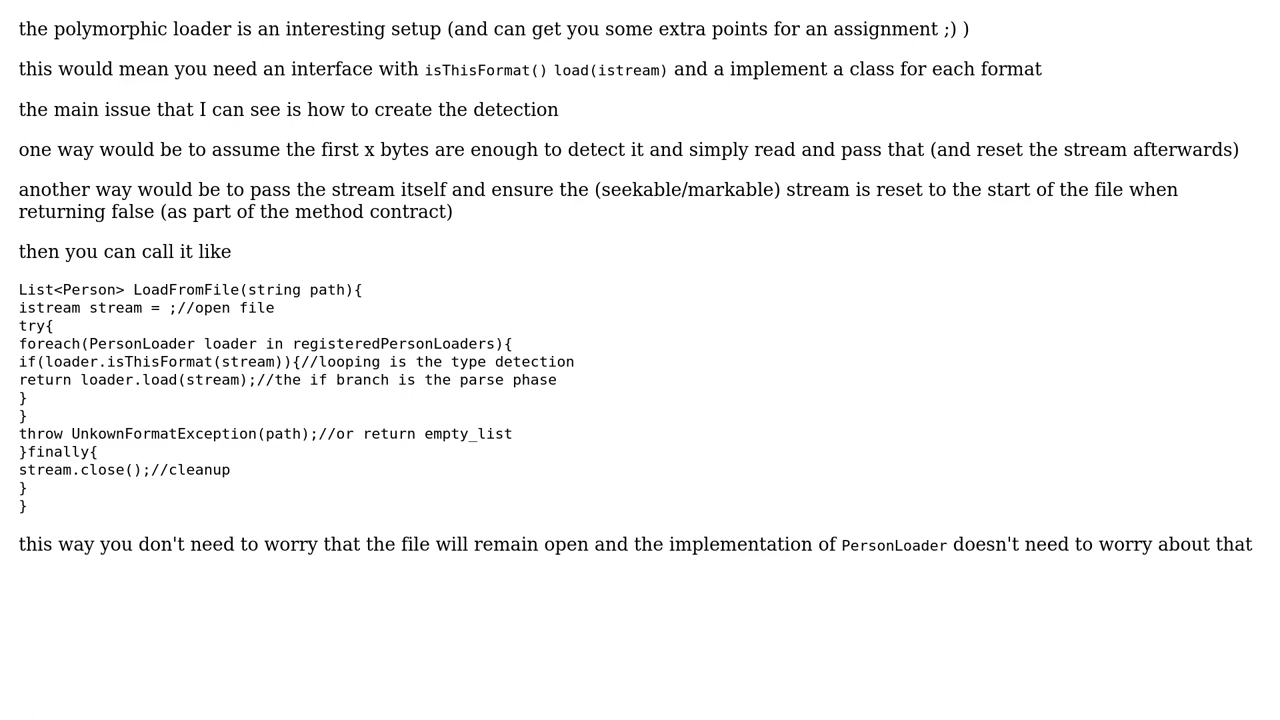 the polymorphic loader is an interesting setup (and can get you some extra points for an assignment ;) )
this would mean you need an interface with isThisFormat() load(istream) and a implement a class for each format
the main issue that I can see is how to create the detection
one way would be to assume the first x bytes are enough to detect it and simply read and pass that (and reset the stream afterwards)
another way would be to pass the stream itself and ensure the (seekable/markable) stream is reset to the start of the file when
returning false (as part of the method contract)
then you can call it like
List<Person> LoadFromFile(string path){
istream stream = ;//open file
try{
foreach(PersonLoader loader in registeredPersonLoaders){
if(loader.isThisFormat(stream)){//looping is the type detection
return loader.load(stream);//the if branch is the parse phase
}
}
throw UnkownFormatException(path);//or return empty_list
}finally{
stream.close();//cleanup
}
}
this way you don't need to worry that the file will remain open and the implementation of PersonLoader doesn't need to worry about that